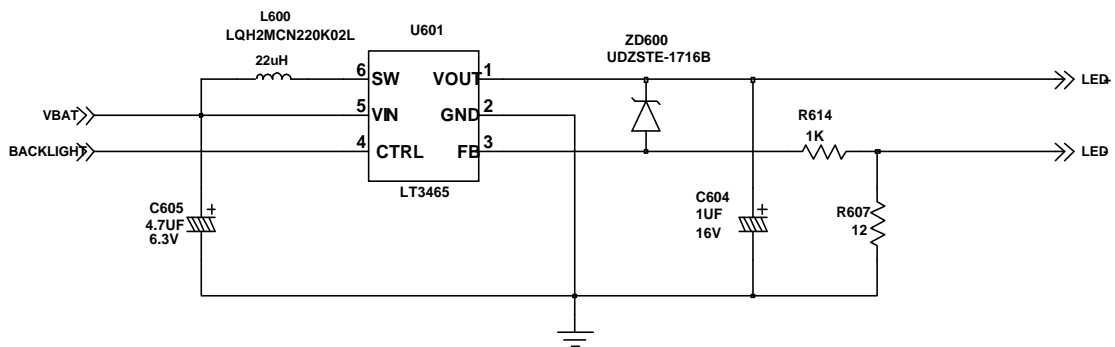 L600
LQH2MCN220K02L
22uH
U601
ZD600
UDZSTE-1716B
6 SW
VOUT 1
LED+
VBAT
5 VIN
GND 2
R614
1K
BACKLIGHT
4 CTRL
FB 3
LED-
LT3465
C605
+
4.7UF
6.3V
C604
+
1UF
16V
R607
12